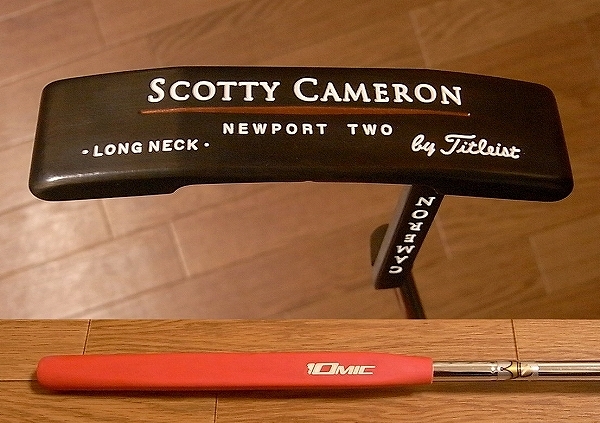 SCOTTY CAMERON
NEWPORT TWO
- LONG NECK -
by Titleist
CAMERON
10MIC